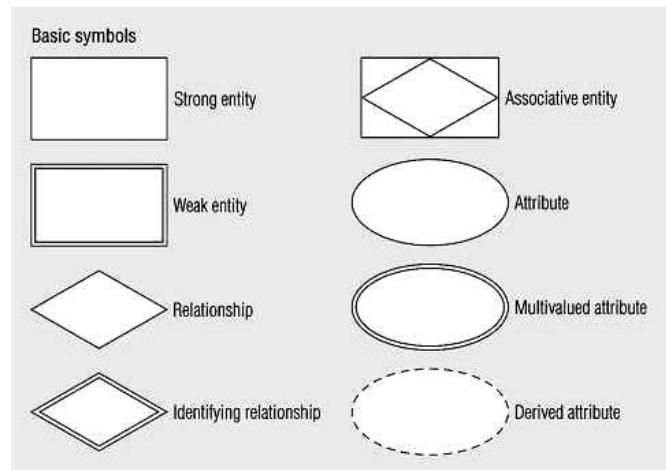 Basic symbols
Strong entity
Associative entity
Weak entity
Attribute
Relationship
Multivalued attribute
Identifying relationship
Derived attribute